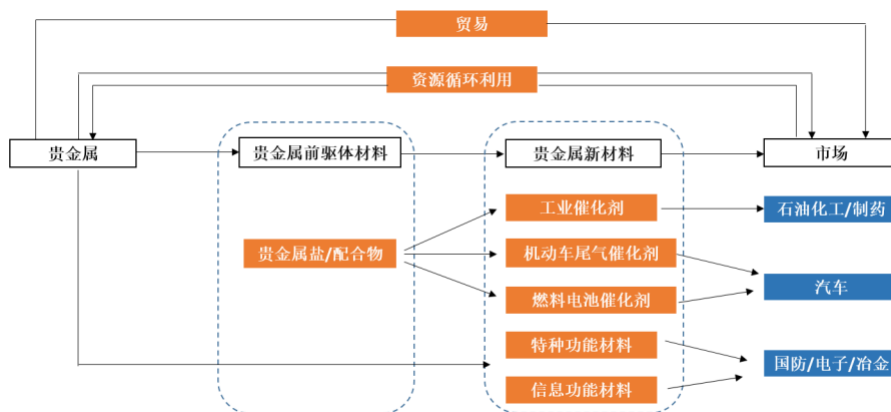 贸易
资源循环利用
贵金属
贵金属前驱体材料
贵金属新材料
市场
工业催化剂
石油化工/制药
贵金属盐/配合物
机动车尾气催化剂
汽车
燃料电池催化剂
特种功能材料
国防/电子/冶金
信息功能材料